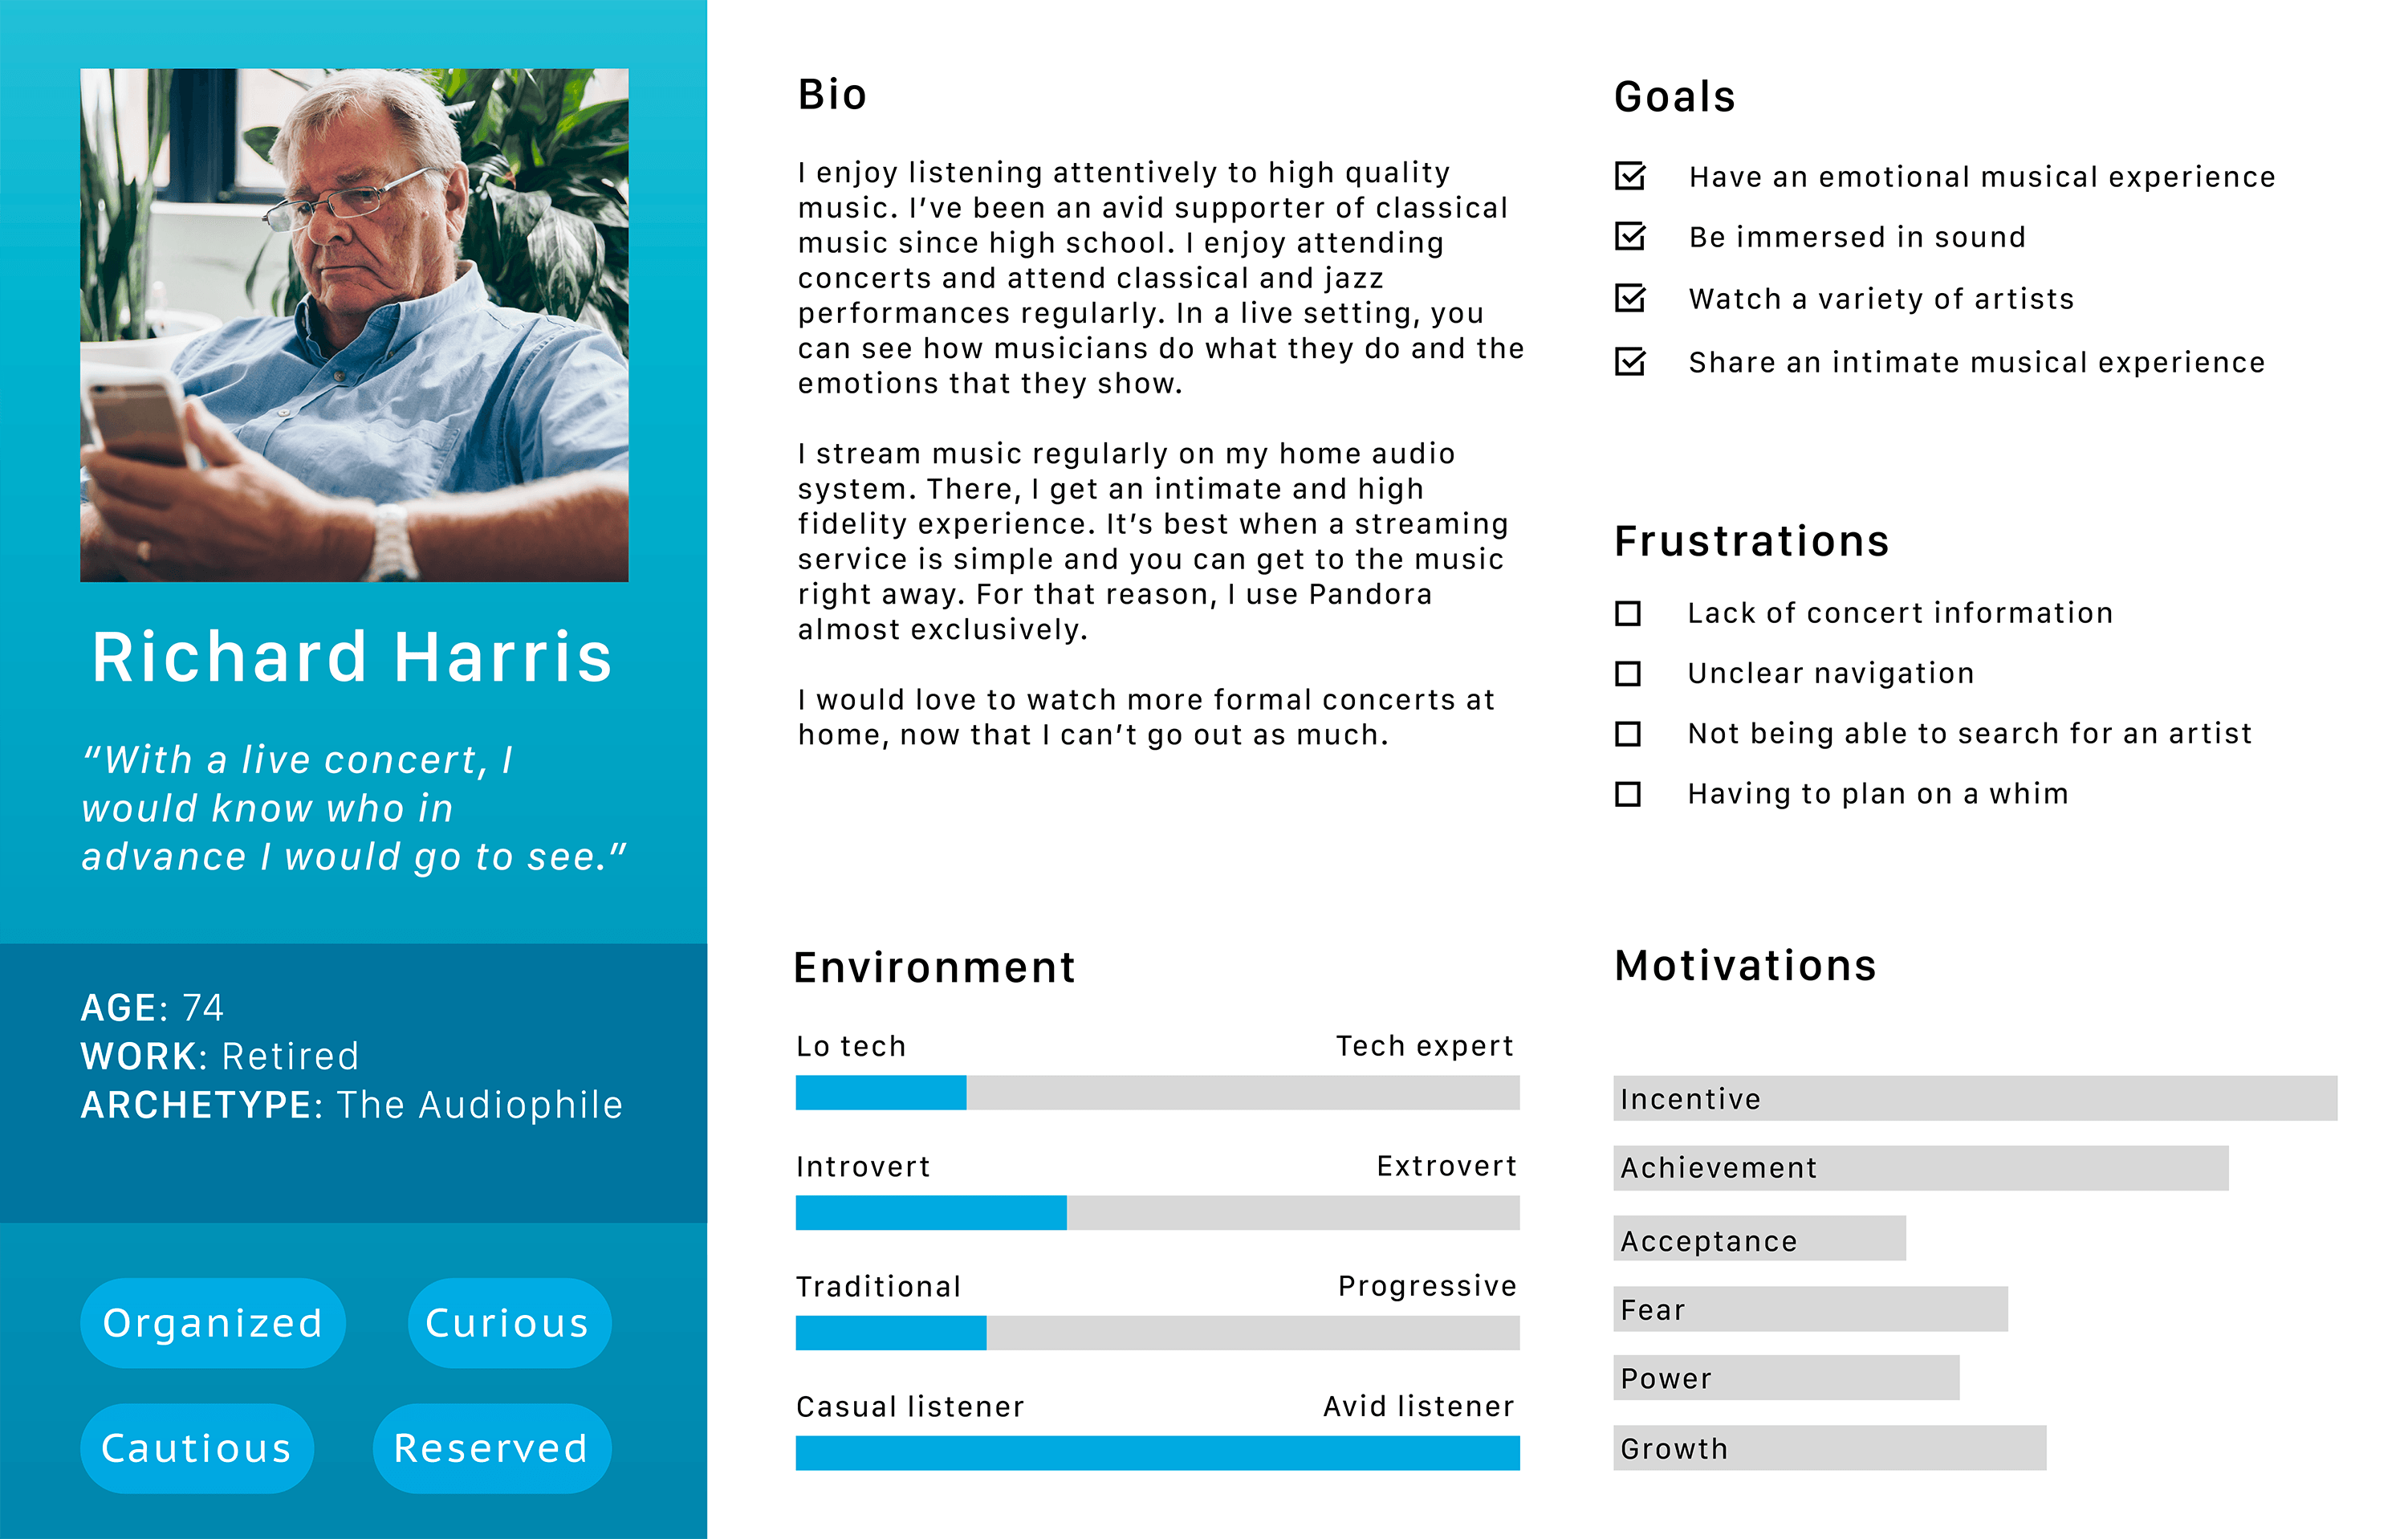 Richard Harris
“With a live concert, I
would know who in
advance I would go to see.”
AGE: 74
WORK: Retired
ARCHETYPE: The Audiophile
Organized
Curious
Cautious
Reserved
Bio
I enjoy listening attentively to high quality
music. I’ve been an avid supporter of classical
music since high school. I enjoy attending
concerts and attend classical and jazz
performances regularly. In a live setting, you
can see how musicians do what they do and the
emotions that they show.
I stream music regularly on my home audio
system. There, I get an intimate and high
fidelity experience. It’s best when a streaming
service is simple and you can get to the music
right away. For that reason, I use Pandora
almost exclusively.
I would love to watch more formal concerts at
home, now that I can’t go out as much.
Environment
Lo tech
Tech expert
Introvert
Extrovert
Traditional
Progressive
Casual listener
Avid listener
Goals
Have an emotional musical experience
Be immersed in sound
Watch a variety of artists
Share an intimate musical experience
Frustrations
Lack of concert information
Unclear navigation
Not being able to search for an artist
Having to plan on a whim
Motivations
Incentive
Achievement
Acceptance
Fear
Power
Growth